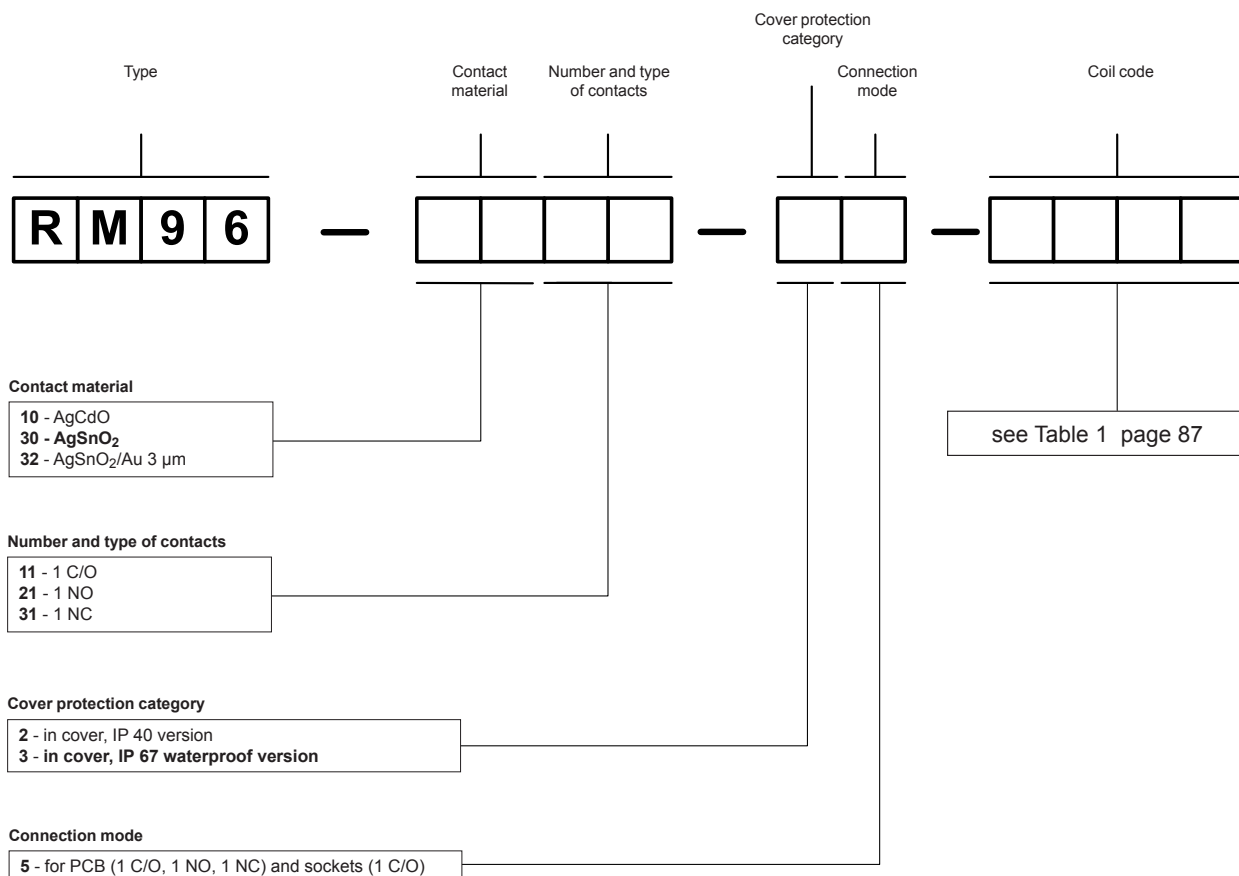 Cover protection
category
Type
Contact
material
Number and type
of contacts
Connection
mode
Coil code
R M 9 6 — — —
Contact material
10 - AgCdO
30 - AgSnO₂
32 - AgSnO₂/Au 3 µm
see Table 1 page 87
Number and type of contacts
11 - 1 C/O
21 - 1 NO
31 - 1 NC
Cover protection category
2 - in cover, IP 40 version
3 - in cover, IP 67 waterproof version
Connection mode
5 - for PCB (1 C/O, 1 NO, 1 NC) and sockets (1 C/O)